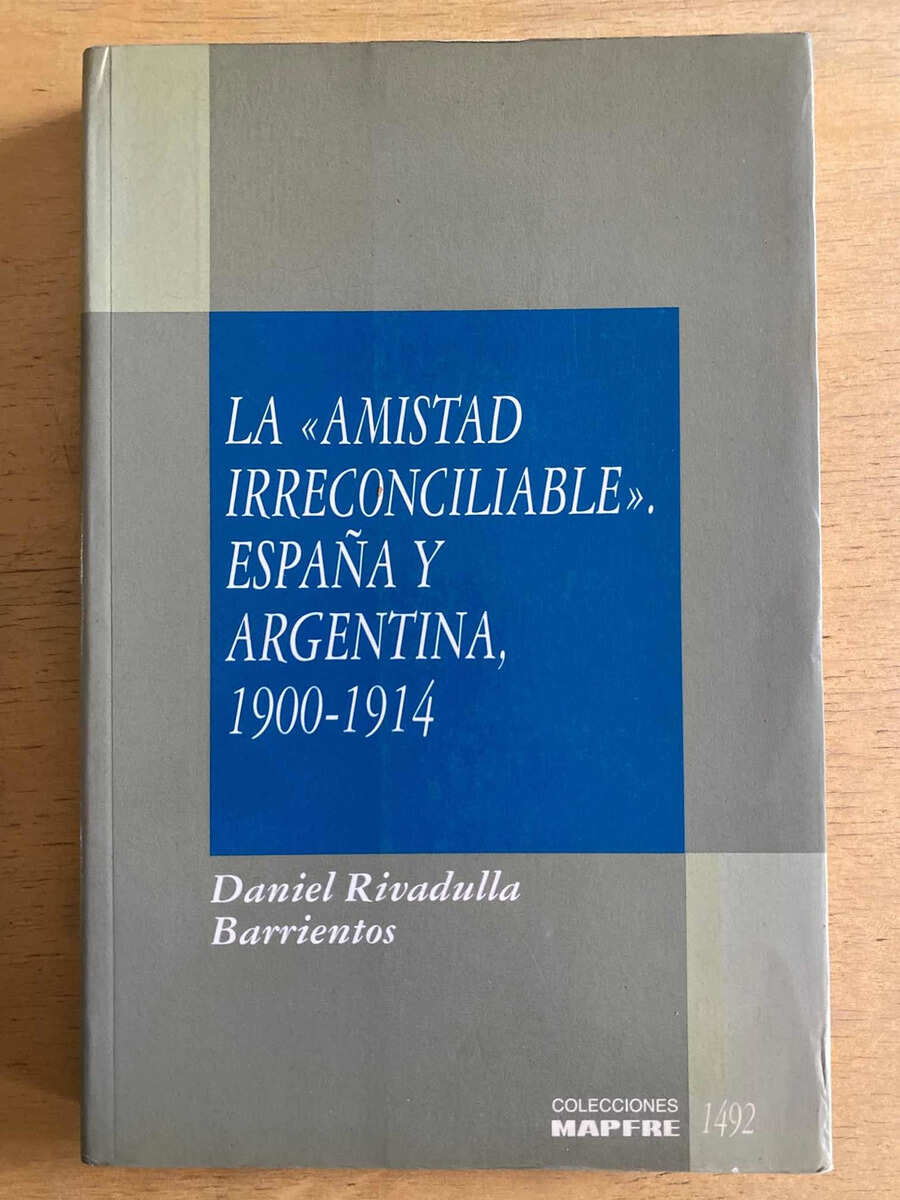 LA «AMISTAD
IRRECONCILIABLE».
ESPAÑA Y
ARGENTINA,
1900-1914
Daniel Rivadulla
Barrientos
COLECCIONES
MAPFRE 1492